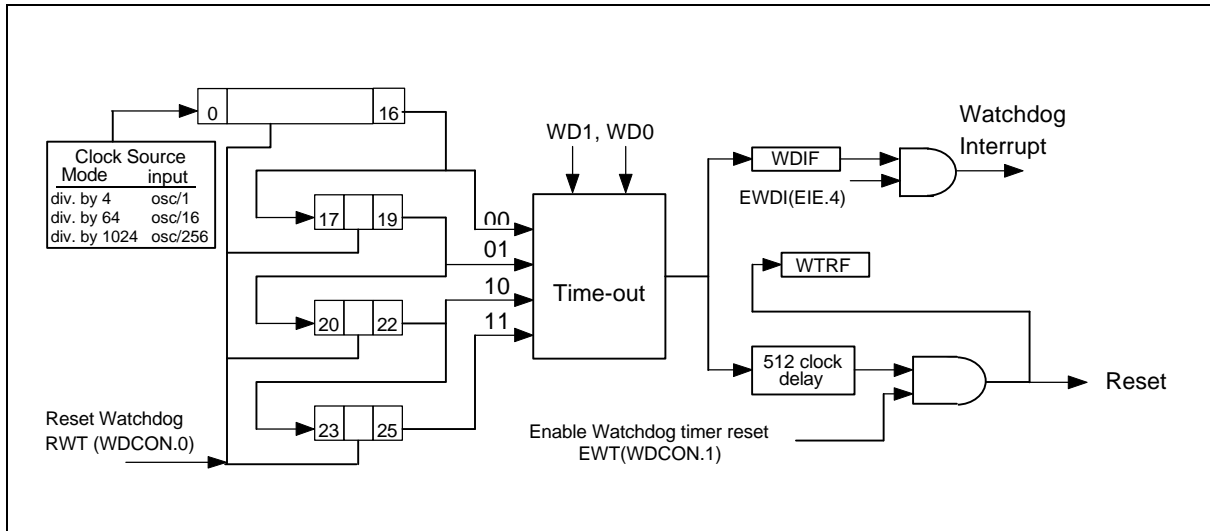 0 16
Clock Source
Mode input
div. by 4 osc/1
div. by 64 osc/16
div. by 1024 osc/256
17 19
20 22
23 25
Reset Watchdog
RWT (WDCON.0)
WD1, WD0
00
01
10
11
Time-out
WDIF
EWDI(EIE.4)
Watchdog
Interrupt
WTRF
512 clock
delay
Enable Watchdog timer reset
EWT(WDCON.1)
Reset